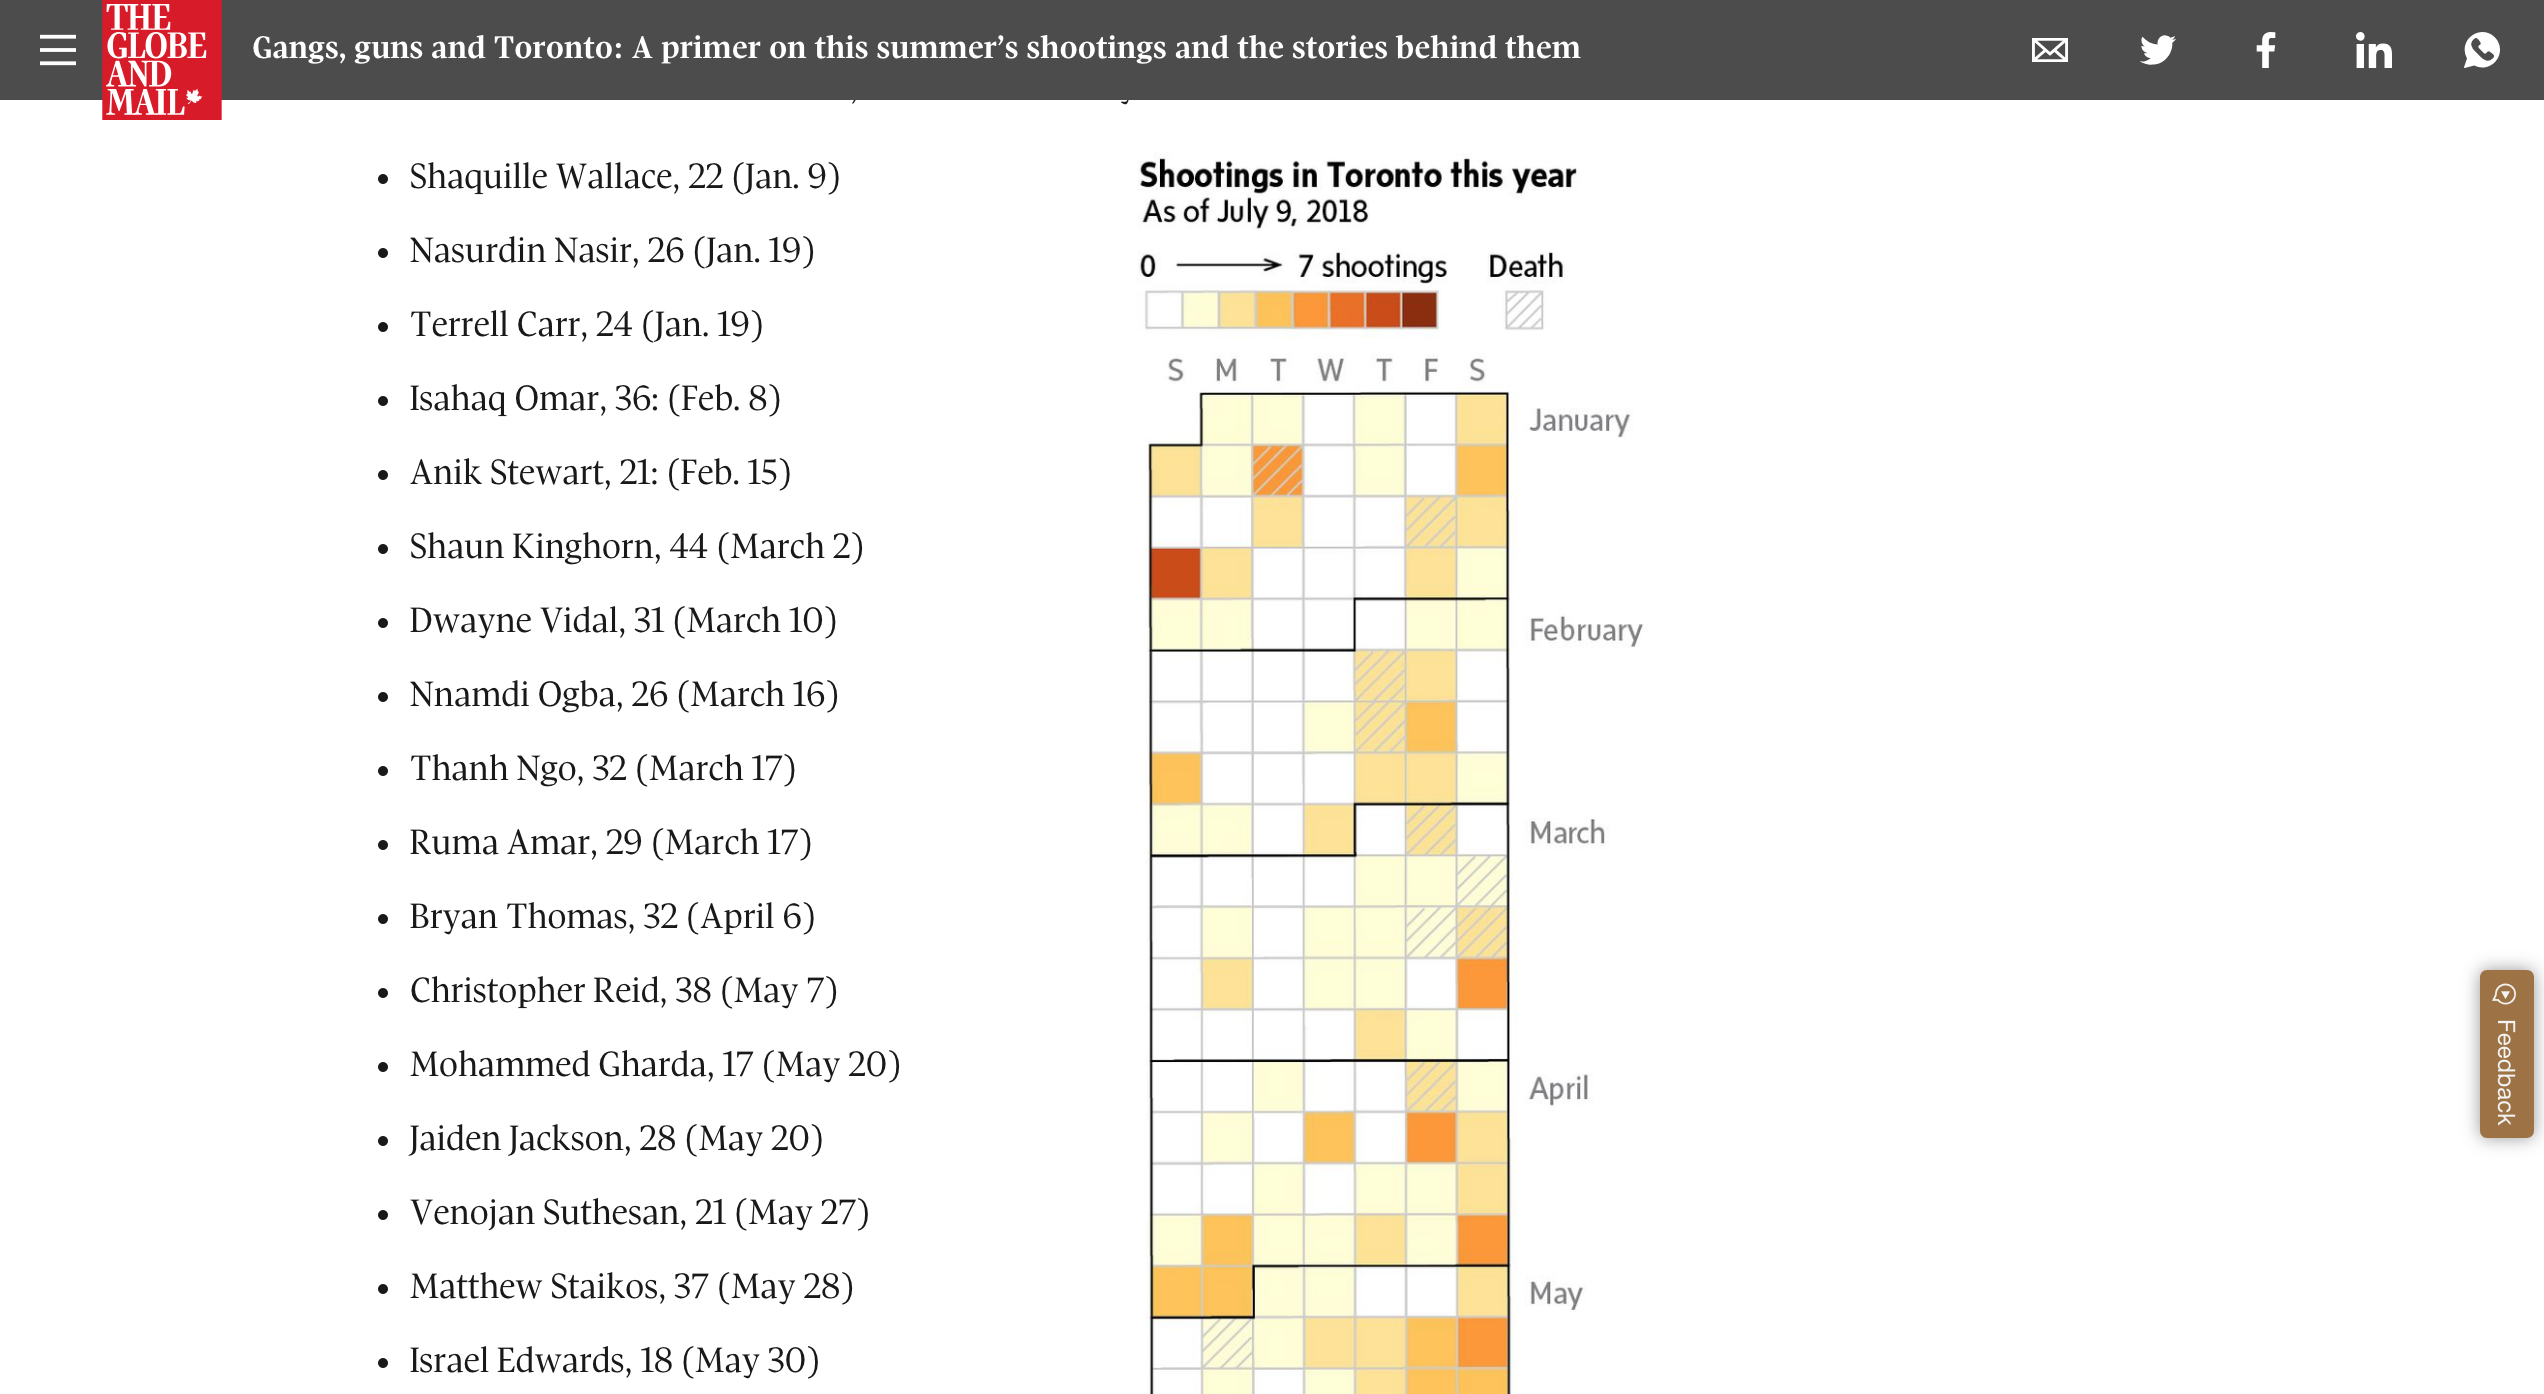 THE
GLOBE
AND
MAIL
Gangs, guns and Toronto: A primer on this summer’s shootings and the stories behind them
• Shaquille Wallace, 22 (Jan. 9)
• Nasurdin Nasir, 26 (Jan. 19)
• Terrell Carr, 24 (Jan. 19)
• Isahaq Omar, 36: (Feb. 8)
• Anik Stewart, 21: (Feb. 15)
• Shaun Kinghorn, 44 (March 2)
• Dwayne Vidal, 31 (March 10)
• Nnamdi Ogba, 26 (March 16)
• Thanh Ngo, 32 (March 17)
• Ruma Amar, 29 (March 17)
• Bryan Thomas, 32 (April 6)
• Christopher Reid, 38 (May 7)
• Mohammed Gharda, 17 (May 20)
• Jaiden Jackson, 28 (May 20)
• Venojan Suthesan, 21 (May 27)
• Matthew Staikos, 37 (May 28)
• Israel Edwards, 18 (May 30)
Shootings in Toronto this year
As of July 9, 2018
0 → 7 shootings Death
S M T W T F S
January
February
March
April
May
Feedback